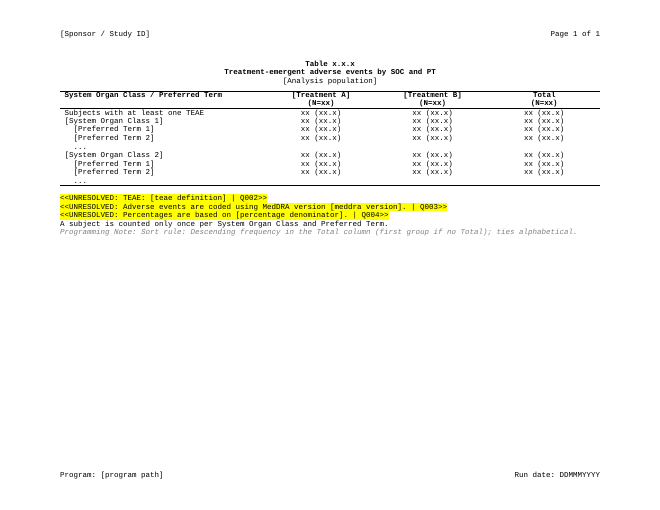 [Sponsor / Study ID] Page 1 of 1
Table x.x.x
Treatment-emergent adverse events by SOC and PT
[Analysis population]
System Organ Class / Preferred Term [Treatment A] [Treatment B] Total
(N=xx) (N=xx) (N=xx)
Subjects with at least one TEAE xx (xx.x) xx (xx.x) xx (xx.x)
[System Organ Class 1] xx (xx.x) xx (xx.x) xx (xx.x)
[Preferred Term 1] xx (xx.x) xx (xx.x) xx (xx.x)
[Preferred Term 2] xx (xx.x) xx (xx.x) xx (xx.x)
...
[System Organ Class 2] xx (xx.x) xx (xx.x) xx (xx.x)
[Preferred Term 1] xx (xx.x) xx (xx.x) xx (xx.x)
[Preferred Term 2] xx (xx.x) xx (xx.x) xx (xx.x)
...
<<UNRESOLVED: TEAE: [teae definition] | Q002>>
<<UNRESOLVED: Adverse events are coded using MedDRA version [meddra version]. | Q003>>
<<UNRESOLVED: Percentages are based on [percentage denominator]. | Q004>>
A subject is counted only once per System Organ Class and Preferred Term.
Programming Note: Sort rule: Descending frequency in the Total column (first group if no Total); ties alphabetical.
Program: [program path] Run date: DDMMMYYYY